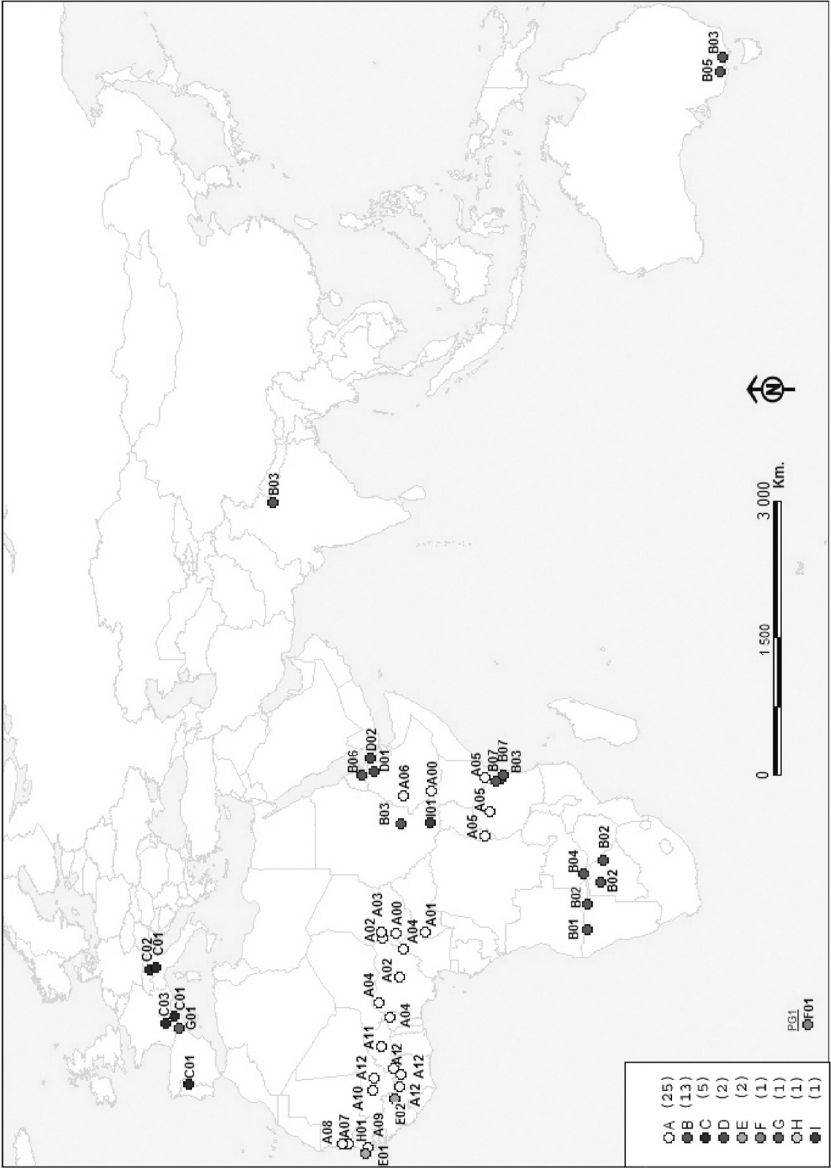 C02
C01
C03
C01
G01
C01
B03
A08
A07
H01
E01
A09
A10
A12
A11
A04
A02
A03
A00
A04
A01
A02
A04
A12
A12
A12
E02
B06
D02
D01
B03
A06
I01
A00
A05
A05
A05
B07
B07
B03
B01
B02
B04
B02
B02
B05
B03
PG1
F01
0 1 500 3 000 Km.
N
A (25)
B (13)
C (5)
D (2)
E (2)
F (1)
G (1)
H (1)
I (1)